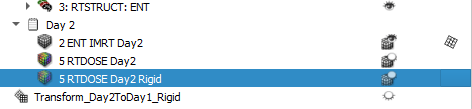 3: RTSTRUCT: ENT
Day 2
2 ENT IMRT Day2
5 RTDOSE Day2
5 RTDOSE Day2 Rigid
Transform_Day2ToDay1_Rigid